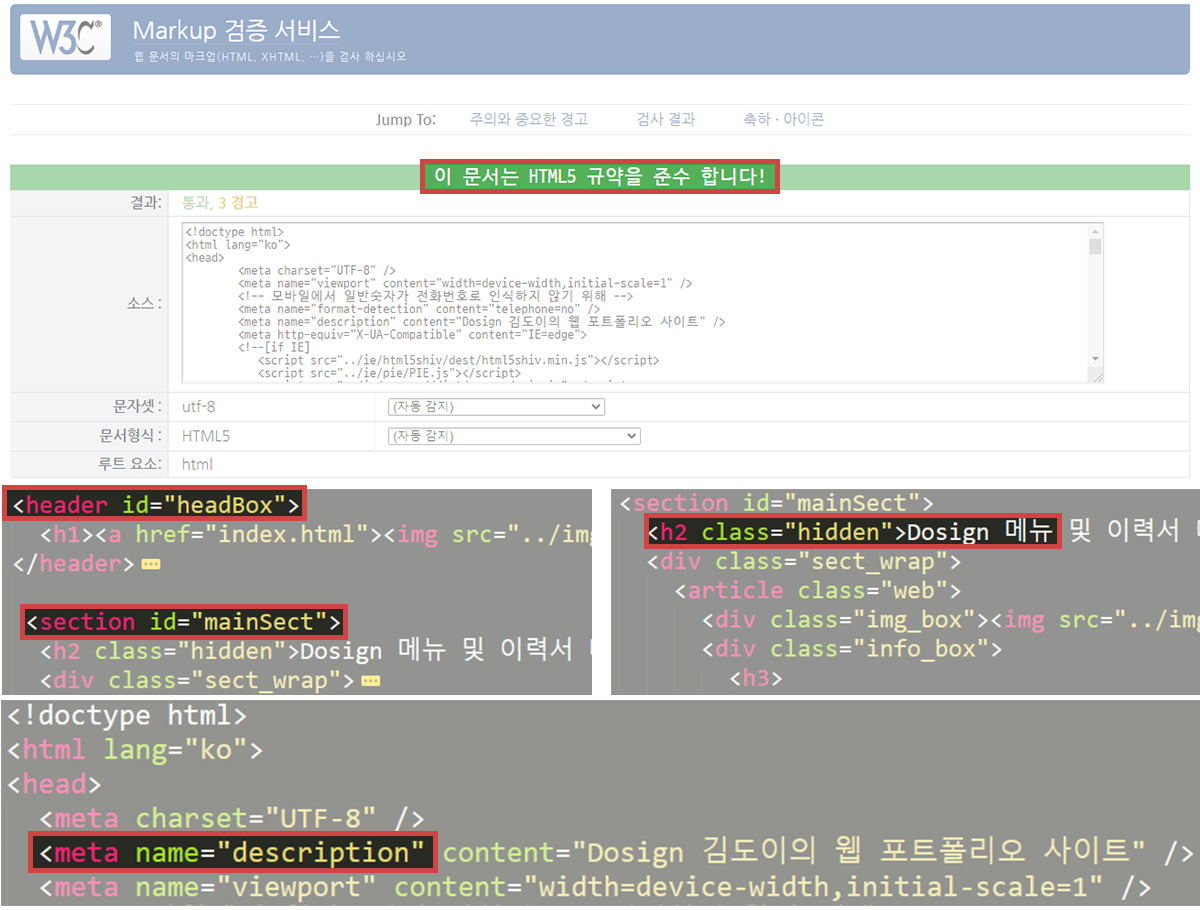 W3C®
Markup 검증 서비스
웹 문서의 마크업(HTML, XHTML, …)을 검사 하십시오
Jump To: 주의와 중요한 경고 검사 결과 축하 · 아이콘
이 문서는 HTML5 규약을 준수 합니다!
결과: 통과, 3 경고
소스 :
<!doctype html>
<html lang="ko">
<head>
<meta charset="UTF-8" />
<meta name="viewport" content="width=device-width,initial-scale=1" />
<!-- 모바일에서 일반숫자가 전화번호로 인식하지 않기 위해 -->
<meta name="format-detection" content="telephone=no" />
<meta name="description" content="Dosign 김도이의 웹 포트폴리오 사이트" />
<meta http-equiv="X-UA-Compatible" content="IE=edge">
<!--[if IE]
<script src="../ie/html5shiv/dest/html5shiv.min.js"></script>
<script src="../ie/pie/PIE.js"></script>
문자셋 : utf-8 (자동 감지)
문서형식 : HTML5 (자동 감지)
루트 요소: html
<header id="headBox">
<h1><a href="index.html"><img src="../img
</header>
<section id="mainSect">
<h2 class="hidden">Dosign 메뉴 및 이력서
<div class="sect_wrap">
<section id="mainSect">
<h2 class="hidden">Dosign 메뉴 및 이력서
<div class="sect_wrap">
<article class="web">
<div class="img_box"><img src="../img
<div class="info_box">
<h3>
<!doctype html>
<html lang="ko">
<head>
<meta charset="UTF-8" />
<meta name="description" content="Dosign 김도이의 웹 포트폴리오 사이트" />
<meta name="viewport" content="width=device-width,initial-scale=1" />